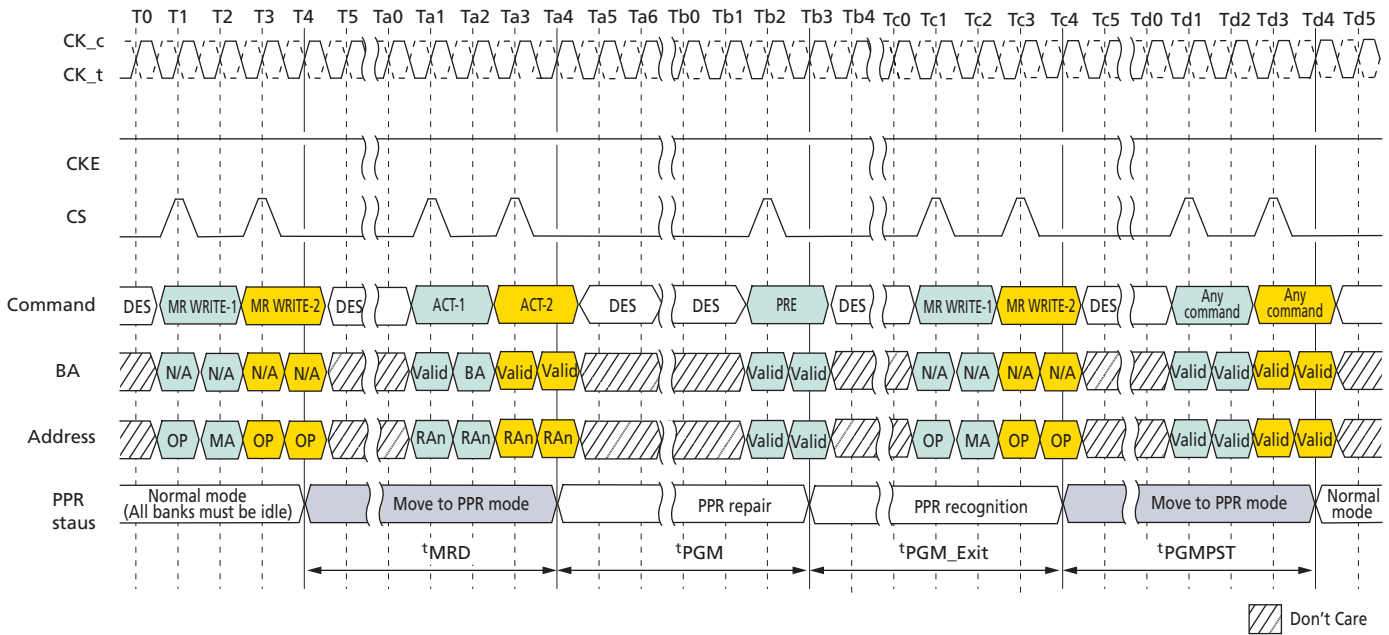 T0 T1 T2 T3 T4 T5 Ta0 Ta1 Ta2 Ta3 Ta4 Ta5 Ta6 Tb0 Tb1 Tb2 Tb3 Tb4 Tc0 Tc1 Tc2 Tc3 Tc4 Tc5 Td0 Td1 Td2 Td3 Td4 Td5
CK_c
CK_t
CKE
CS
Command DES MR WRITE-1 MR WRITE-2 DES ACT-1 ACT-2 DES DES PRE DES MR WRITE-1 MR WRITE-2 DES Any command Any command
BA N/A N/A N/A N/A Valid BA Valid Valid Valid Valid N/A N/A N/A N/A Valid Valid Valid Valid
Address OP MA OP OP RAn RAn RAn RAn Valid Valid OP MA OP OP Valid Valid Valid Valid
PPR staus
Normal mode
(All banks must be idle)
Move to PPR mode
PPR repair
PPR recognition
Move to PPR mode
Normal mode
tMRD tPGM tPGM_Exit tPGMPST
Don't Care